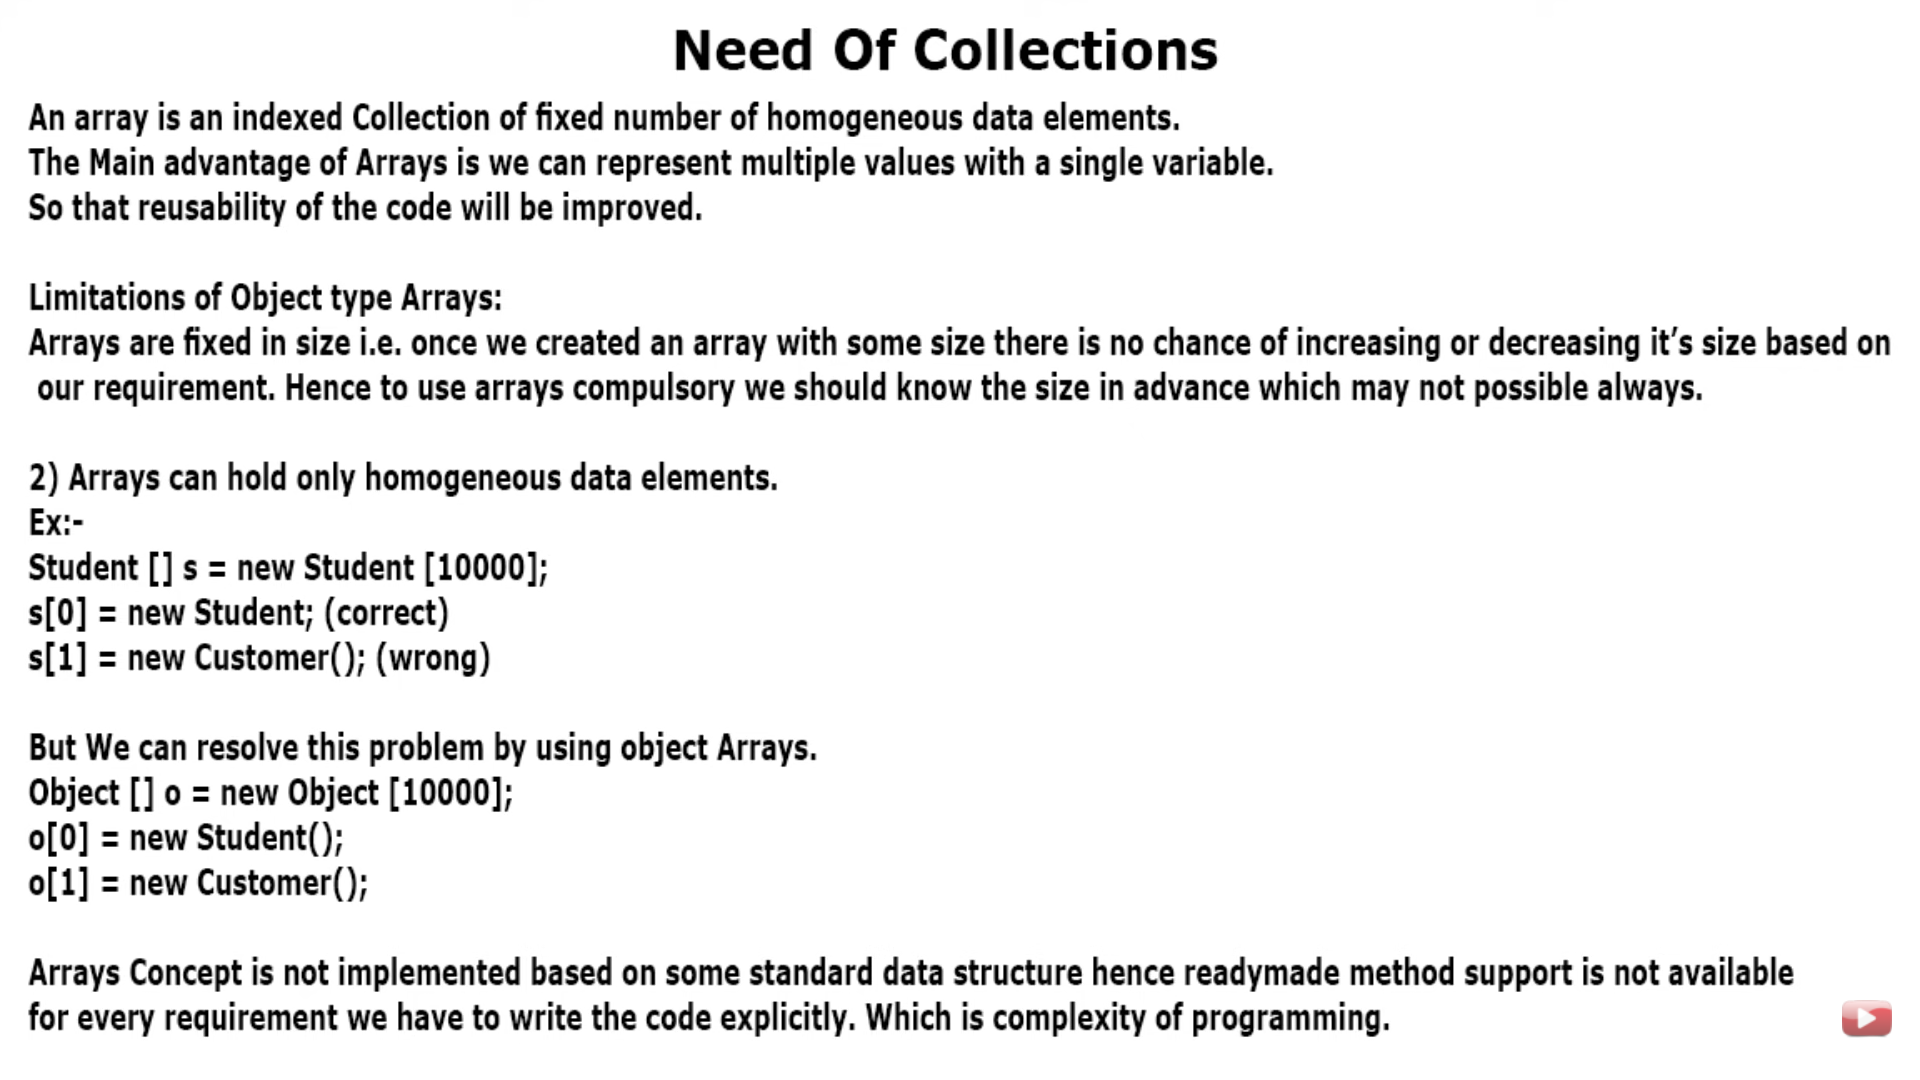 Need Of Collections
An array is an indexed Collection of fixed number of homogeneous data elements.
The Main advantage of Arrays is we can represent multiple values with a single variable.
So that reusability of the code will be improved.
Limitations of Object type Arrays:
Arrays are fixed in size i.e. once we created an array with some size there is no chance of increasing or decreasing it’s size based on
our requirement. Hence to use arrays compulsory we should know the size in advance which may not possible always.
2) Arrays can hold only homogeneous data elements.
Ex:-
Student [] s = new Student [10000];
s[0] = new Student; (correct)
s[1] = new Customer(); (wrong)
But We can resolve this problem by using object Arrays.
Object [] o = new Object [10000];
o[0] = new Student();
o[1] = new Customer();
Arrays Concept is not implemented based on some standard data structure hence readymade method support is not available
for every requirement we have to write the code explicitly. Which is complexity of programming.